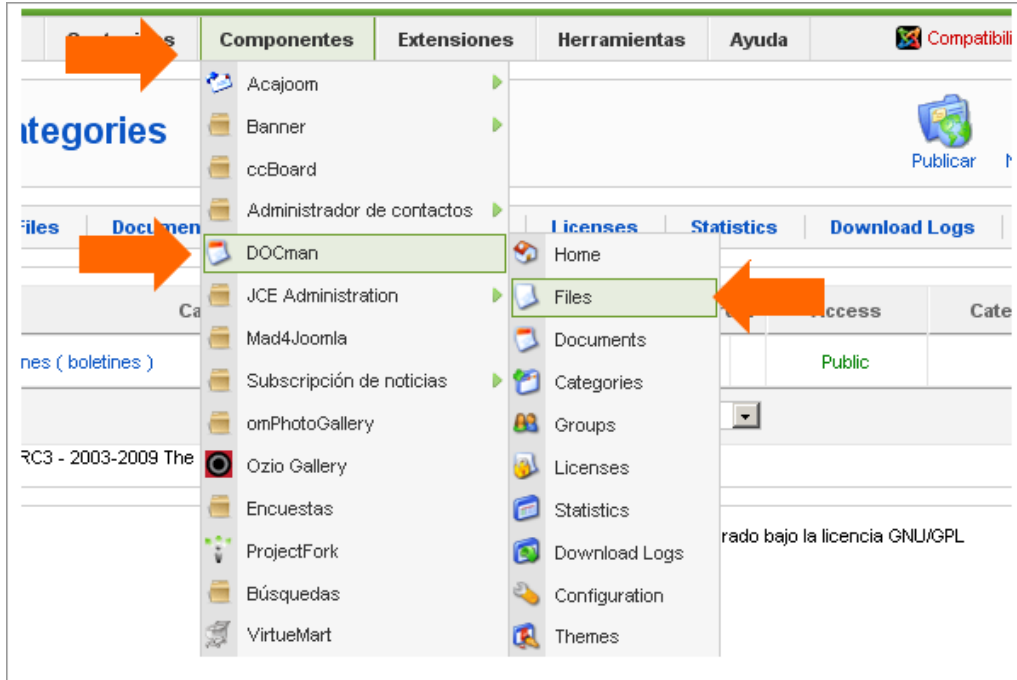 Componentes
Extensiones
Herramientas
Ayuda
Compatibili
ategories
Publicar
Acajoom
Banner
ccBoard
Administrador de contactos
DOCman
JCE Administration
Mad4Joomla
Subscripción de noticias
omPhotoGallery
Ozio Gallery
Encuestas
ProjectFork
Búsquedas
VirtueMart
Files
Documen
Licenses
Statistics
Download Logs
Home
Files
Documents
Categories
Groups
Licenses
Statistics
Download Logs
Configuration
Themes
Ca
Access
Cate
nes ( boletines )
Public
RC3 - 2003-2009 The
rado bajo la licencia GNU/GPL